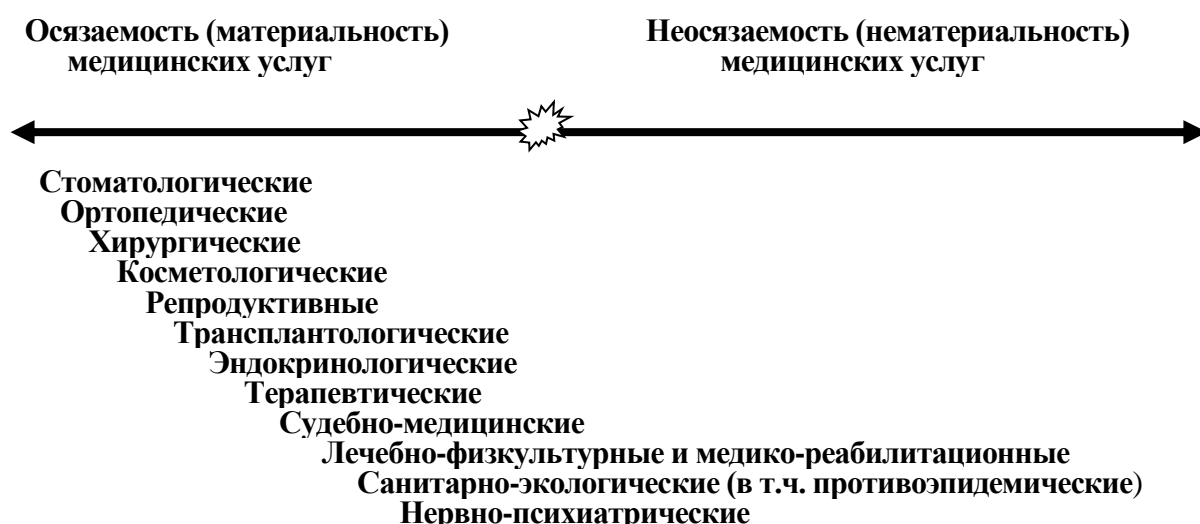 Осязаемость (материальность)
медицинских услуг
Неосязаемость (нематериальность)
медицинских услуг
Стоматологические
Ортопедические
Хирургические
Косметологические
Репродуктивные
Трансплантологические
Эндокринологические
Терапевтические
Судебно-медицинские
Лечебно-физкультурные и медико-реабилитационные
Санитарно-экологические (в т.ч. противоэпидемические)
Нервно-психиатрические